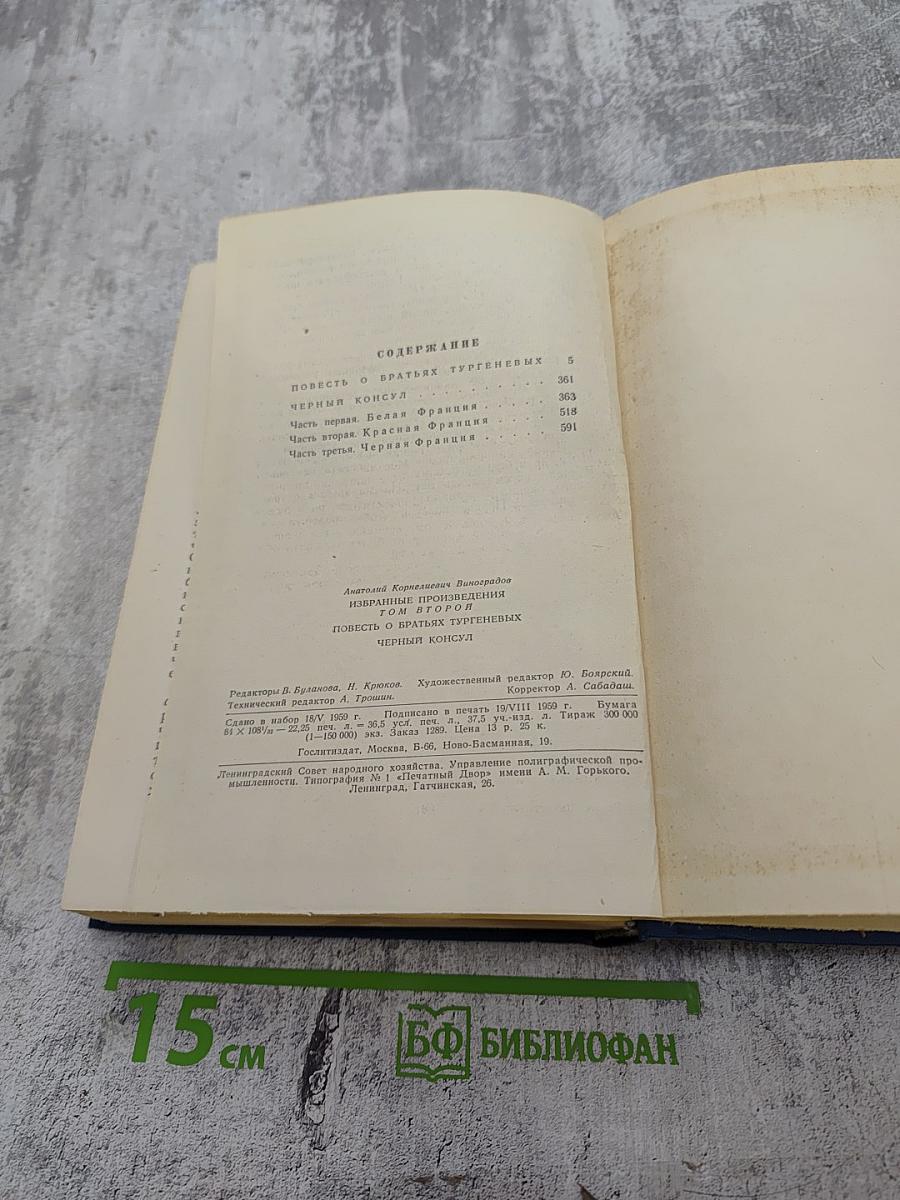 СОДЕРЖАНИЕ
ПОВЕСТЬ О БРАТЬЯХ ТУРГЕНЕВЫХ 5
ЧЕРНЫЙ КОНСУЛ . . . . . . . . . . 361
Часть первая. Белая Франция . . . . . 363
Часть вторая. Красная Франция . . . . 518
Часть третья. Черная Франция . . . . . 591
Анатолий Корнелиевич Виноградов
ИЗБРАННЫЕ ПРОИЗВЕДЕНИЯ
ТОМ ВТОРОЙ
ПОВЕСТЬ О БРАТЬЯХ ТУРГЕНЕВЫХ
ЧЕРНЫЙ КОНСУЛ
Редакторы В. Буланова, Н. Крюков. Художественный редактор Ю. Боярский.
Технический редактор А. Трошин. Корректор А. Сабадаш.
Сдано в набор 18/V 1959 г. Подписано в печать 19/VIII 1959 г. Бумага
84 × 108¹/₃₂ — 22,25 печ. л. = 36,5 усл. печ. л., 37,5 уч.-изд. л. Тираж 300 000
(1—150 000) экз. Заказ 1289. Цена 13 р. 25 к.
Гослитиздат, Москва, Б-66, Ново-Басманная, 19.
Ленинградский Совет народного хозяйства. Управление полиграфической про-
мышленности. Типография № 1 «Печатный Двор» имени А. М. Горького.
Ленинград, Гатчинская, 26.
15 см
БФ БИБЛИОФАН